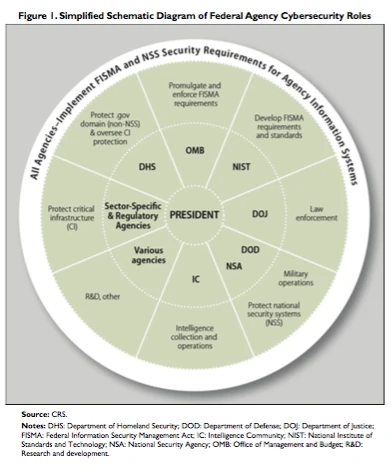 Figure 1. Simplified Schematic Diagram of Federal Agency Cybersecurity Roles
All Agencies–Implement FISMA and NSS Security Requirements for Agency Information Systems
Promulgate and
enforce FISMA
requirements
OMB
Develop FISMA
requirements
and standards
NIST
Law
enforcement
DOJ
Military
operations
DOD
Protect national
security systems
(NSS)
NSA
Intelligence
collection and
operations
IC
R&D, other
Various
agencies
Protect critical
infrastructure
(CI)
Sector-Specific
& Regulatory
Agencies
Protect .gov
domain (non-NSS)
& oversee CI
protection
DHS
PRESIDENT
Source: CRS.
Notes: DHS: Department of Homeland Security; DOD: Department of Defense; DOJ: Department of Justice;
FISMA: Federal Information Security Management Act; IC: Intelligence Community; NIST: National Institute of
Standards and Technology; NSA: National Security Agency; OMB: Office of Management and Budget; R&D:
Research and development.